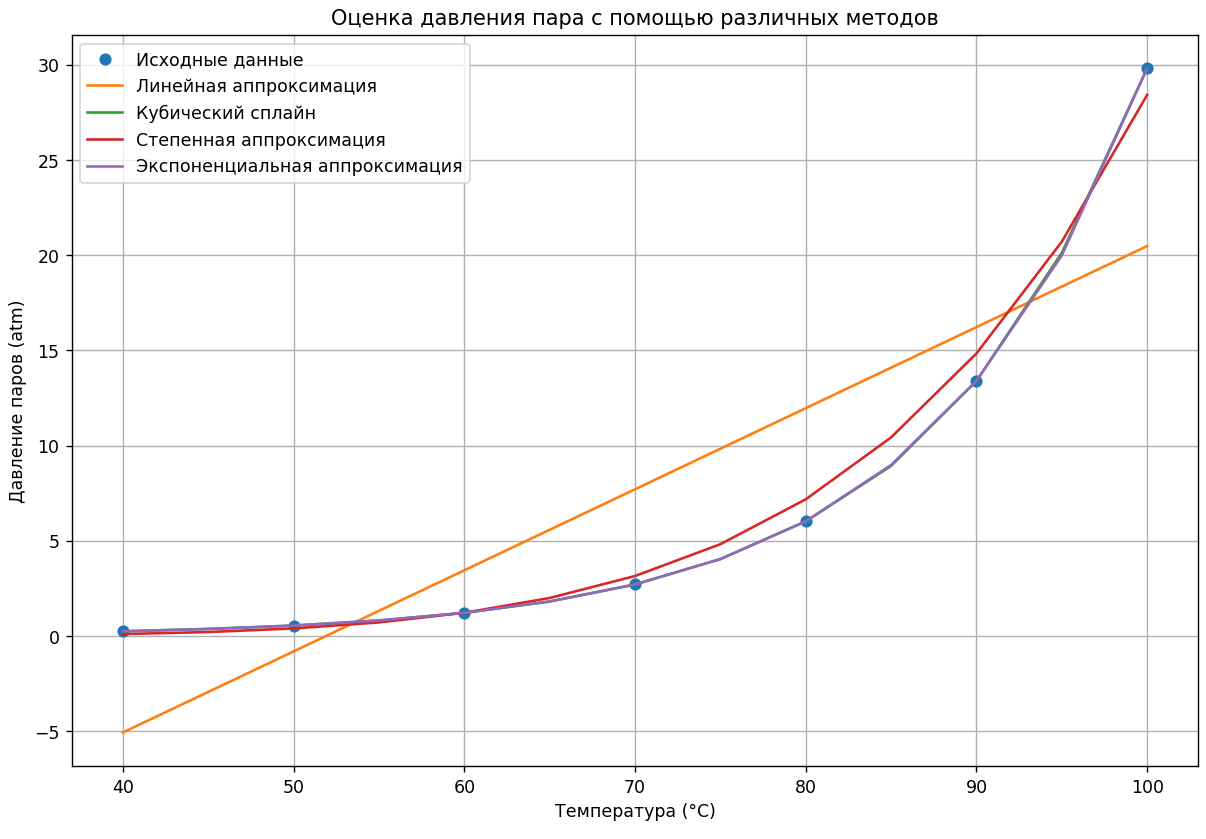 Оценка давления пара с помощью различных методов
Исходные данные
Линейная аппроксимация
Кубический сплайн
Степенная аппроксимация
Экспоненциальная аппроксимация
Давление паров (atm)
30
25
20
15
10
5
0
−5
40 50 60 70 80 90 100
Температура (°C)